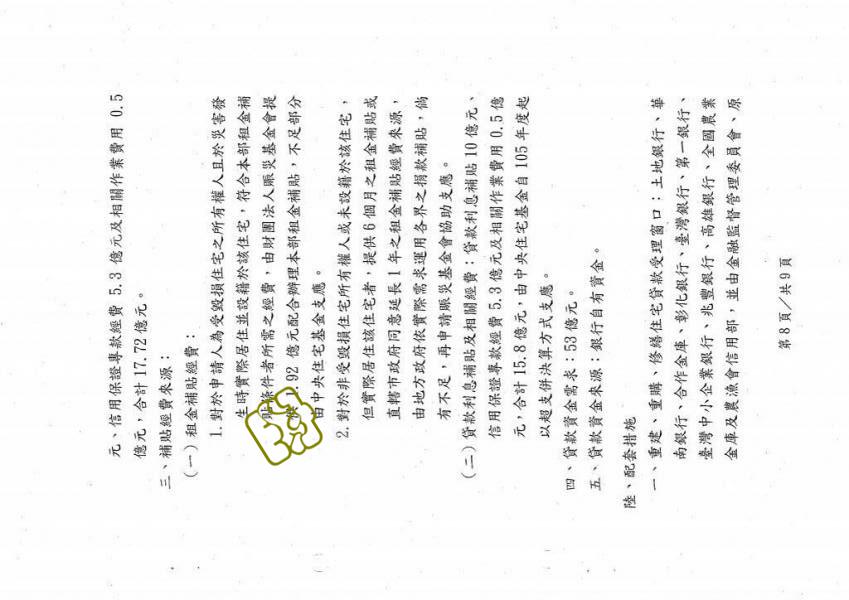 元、信用保證專款經費 5.3 億元及相關作業費用 0.5
億元，合計 17.72 億元。
三、補貼經費來源：
(一)租金補貼經費：
1.對於申請人為受毀損住宅之所有權人且於災害發
生時實際居住並設籍於該住宅，符合本部租金補
貼條件者所需之經費，由財團法人賑災基金會提
供 1.92 億元配合辦理本部租金補貼，不足部分
由中央住宅基金支應。
2.對於非受毀損住宅所有權人或未設籍於該住宅，
但實際居住該住宅者，提供 6 個月之租金補貼或
直轄市政府同意延長 1 年之租金補貼經費來源，
由地方政府依實際需求運用各界之捐款補貼，倘
有不足，再申請賑災基金會協助支應。
(二)貸款利息補貼及相關經費：貸款利息補貼 10 億元、
信用保證專款經費 5.3 億元及相關作業費用 0.5 億
元，合計 15.8 億元，由中央住宅基金自 105 年度起
以超支併決算方式支應。
四、貸款資金需求：53 億元。
五、貸款資金來源：銀行自有資金。
陸、配套措施
一、重建、重購、修繕住宅貸款受理窗口：土地銀行、華
南銀行、合作金庫、彰化銀行、臺灣銀行、第一銀行、
臺灣中小企業銀行、兆豐銀行、高雄銀行、全國農業
金庫及農漁會信用部，並由金融監督管理委員會、原
第 8 頁／共 9 頁